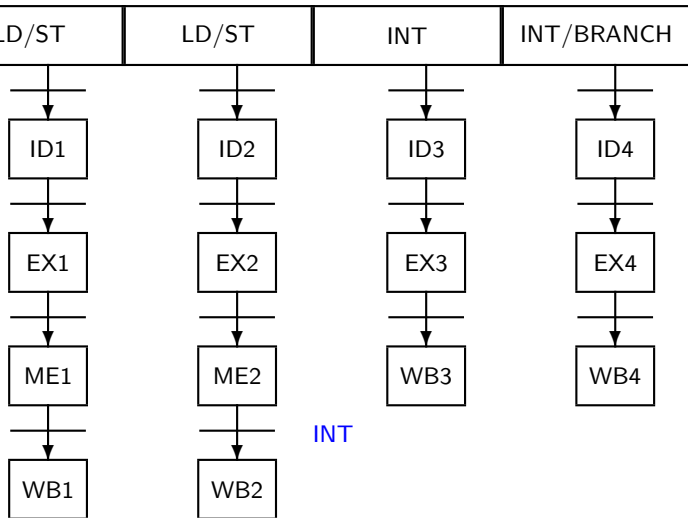 LD/ST LD/ST INT INT/BRANCH
ID1 ID2 ID3 ID4
EX1 EX2 EX3 EX4
ME1 ME2 WB3 WB4
INT
WB1 WB2